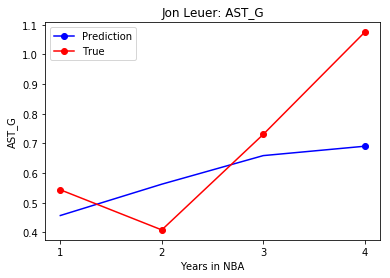 Jon Leuer: AST_G
Prediction
True
1.1
1.0
0.9
0.8
0.7
0.6
0.5
0.4
AST_G
1 2 3 4
Years in NBA